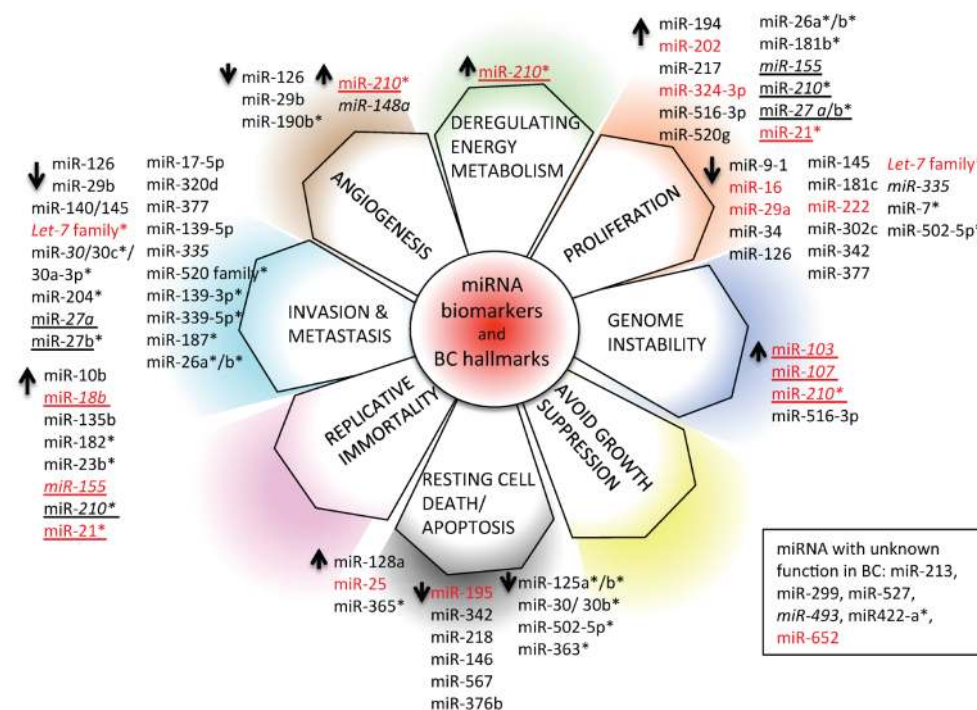 miR-126
miR-29b
miR-190b*
miR-210*
miR-148a
miR-210*
miR-194
miR-202
miR-217
miR-324-3p
miR-516-3p
miR-520g
miR-26a*/b*
miR-181b*
miR-155
miR-210*
miR-27 a/b*
miR-21*
DEREGULATING
ENERGY
METABOLISM
ANGIOGENESIS
PROLIFERATION
miR-9-1
miR-16
miR-29a
miR-34
miR-126
miR-145
miR-181c
miR-222
miR-302c
miR-342
miR-377
Let-7 family*
miR-335
miR-7*
miR-502-5p*
miR-126
miR-29b
miR-140/145
Let-7 family*
miR-30/30c*/
30a-3p*
miR-204*
miR-27a
miR-27b*
miR-17-5p
miR-320d
miR-377
miR-139-5p
miR-335
miR-520 family*
miR-139-3p*
miR-339-5p*
miR-187*
miR-26a*/b*
INVASION &
METASTASIS
miRNA
biomarkers
and
BC hallmarks
GENOME
INSTABILITY
miR-103
miR-107
miR-210*
miR-516-3p
miR-10b
miR-18b
miR-135b
miR-182*
miR-23b*
miR-155
miR-210*
miR-21*
REPLICATIVE
IMMORTALITY
RESTING CELL
DEATH/
APOPTOSIS
AVOID GROWTH
SUPPRESSION
miR-128a
miR-25
miR-365*
miR-195
miR-342
miR-218
miR-146
miR-567
miR-376b
miR-125a*/b*
miR-30/ 30b*
miR-502-5p*
miR-363*
miRNA with unknown
function in BC: miR-213,
miR-299, miR-527,
miR-493, miR422-a*,
miR-652